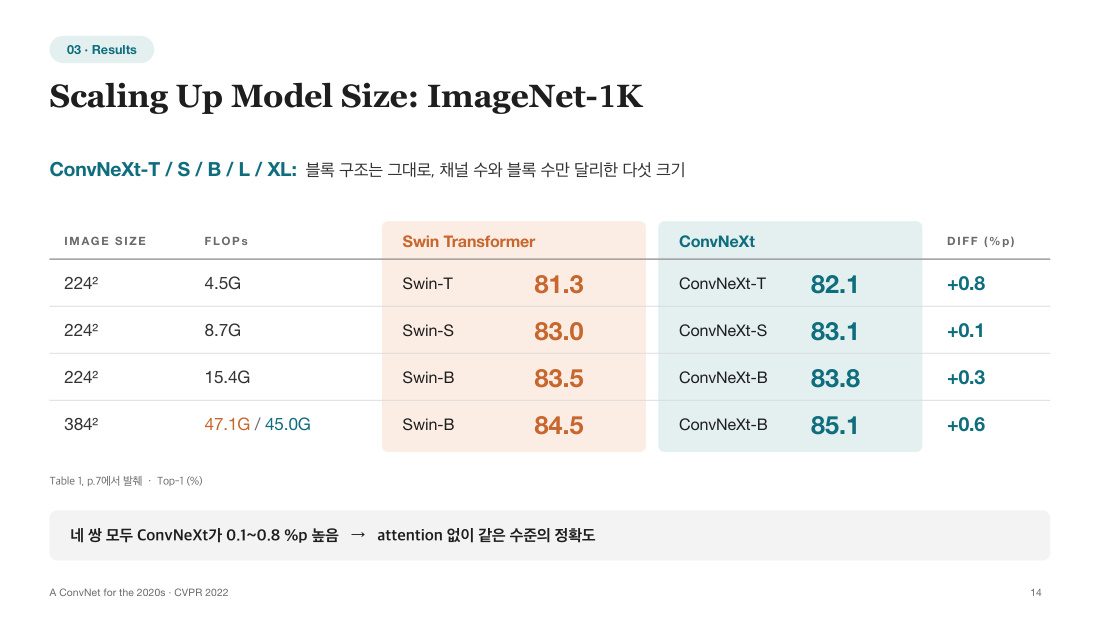 03 · Results
Scaling Up Model Size: ImageNet-1K
ConvNeXt-T / S / B / L / XL: 블록 구조는 그대로, 채널 수와 블록 수만 달리한 다섯 크기
IMAGE SIZE FLOPs Swin Transformer ConvNeXt DIFF (%p)
224² 4.5G Swin-T 81.3 ConvNeXt-T 82.1 +0.8
224² 8.7G Swin-S 83.0 ConvNeXt-S 83.1 +0.1
224² 15.4G Swin-B 83.5 ConvNeXt-B 83.8 +0.3
384² 47.1G / 45.0G Swin-B 84.5 ConvNeXt-B 85.1 +0.6
Table 1, p.7에서 발췌 · Top-1 (%)
네 쌍 모두 ConvNeXt가 0.1~0.8 %p 높음 → attention 없이 같은 수준의 정확도
A ConvNet for the 2020s · CVPR 2022 14